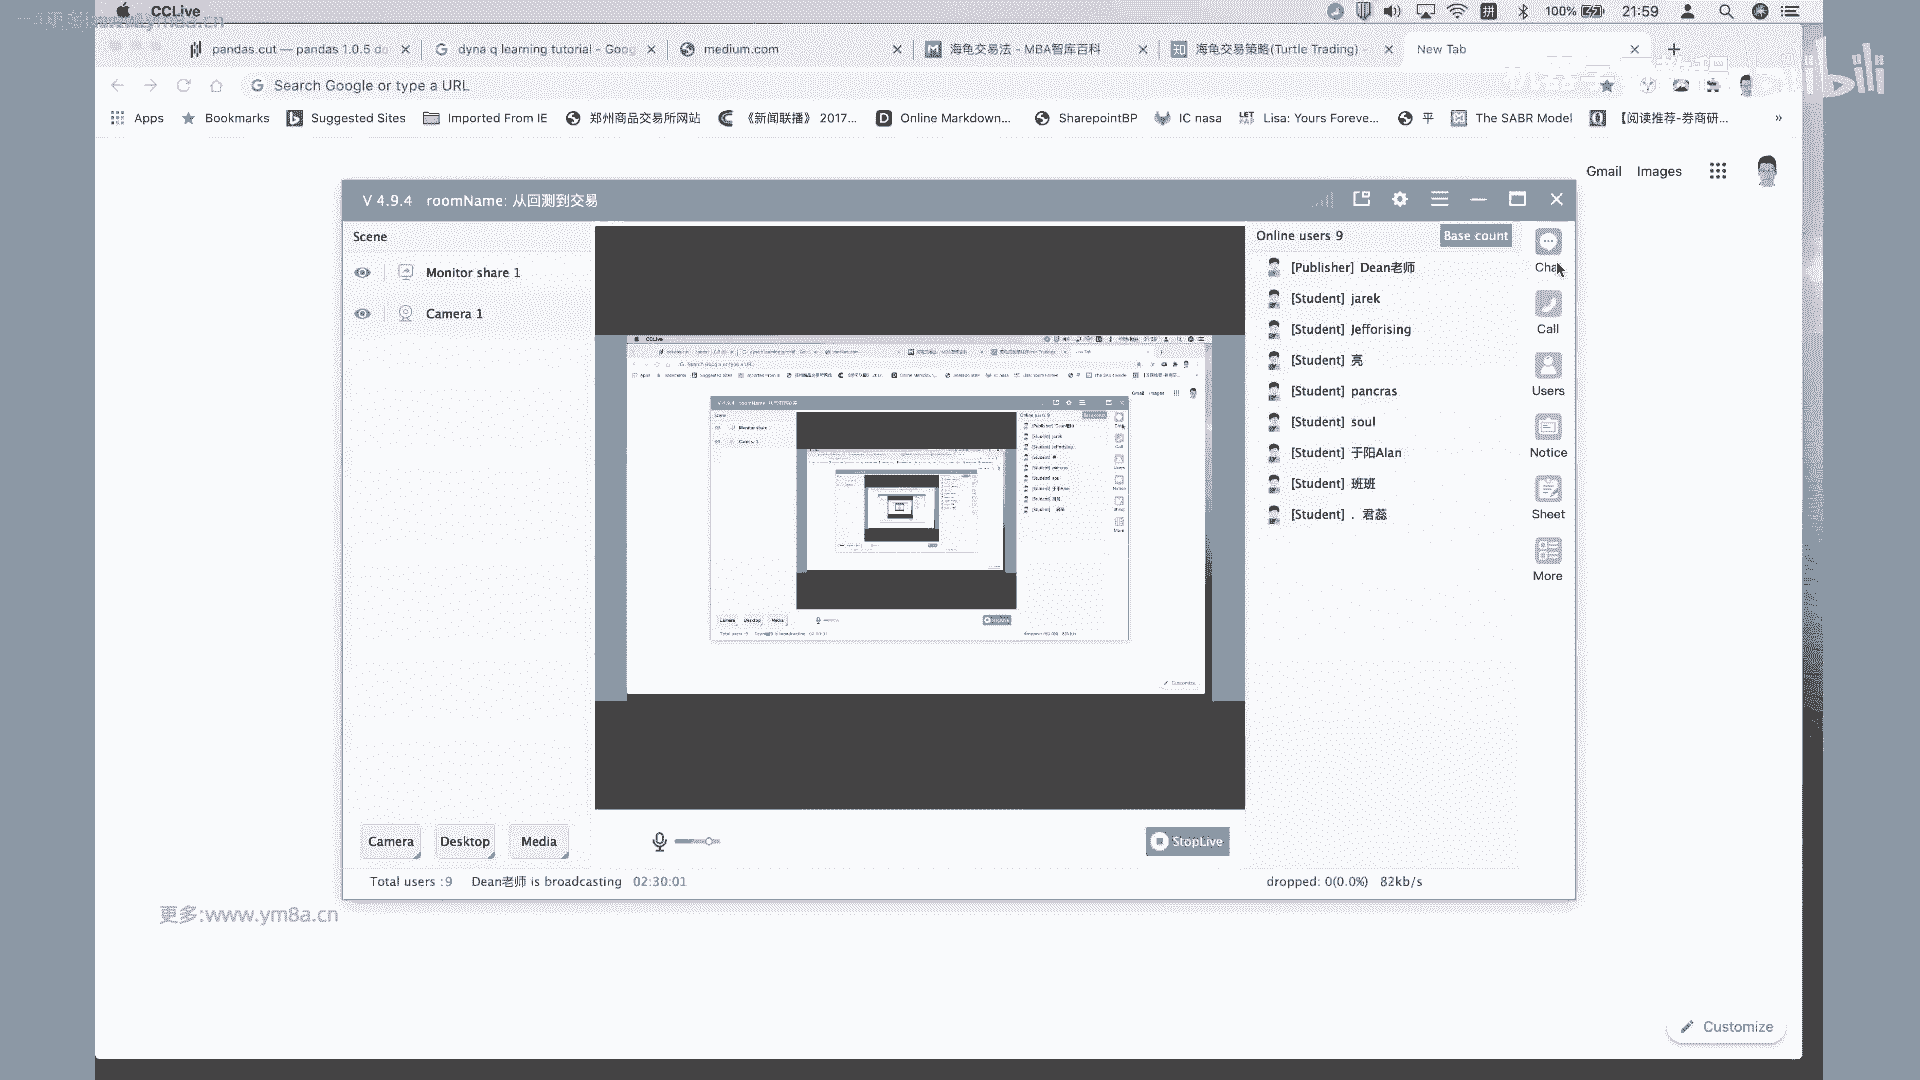 CCLive
100%
21:59
pandas.cut — pandas 1.0.5 do
dyna q learning tutorial - Goog
medium.com
海龟交易法 - MBA智库百科
海龟交易策略(Turtle Trading) -
New Tab
Search Google or type a URL
Apps
Bookmarks
Suggested Sites
Imported From IE
郑州商品交易所网站
《新闻联播》 2017...
Online Markdown...
SharepointBP
IC nasa
Lisa: Yours Foreve...
平
The SABR Model
【阅读推荐-券商研...
»
Gmail
Images
V 4.9.4 roomName: 从回测到交易
Scene
Monitor share 1
Camera 1
Online users 9
Base count
[Publisher] Dean老师
[Student] jarek
[Student] Jefforising
[Student] 亮
[Student] pancras
[Student] soul
[Student] 于阳Alan
[Student] 班班
[Student] . 君蕊
Chat
Call
Users
Notice
Sheet
More
Camera
Desktop
Media
StopLive
Total users :9 Dean老师 is broadcasting 02:30:01
dropped: 0(0.0%) 82kb/s
更多:www.ym8a.cn
Customize